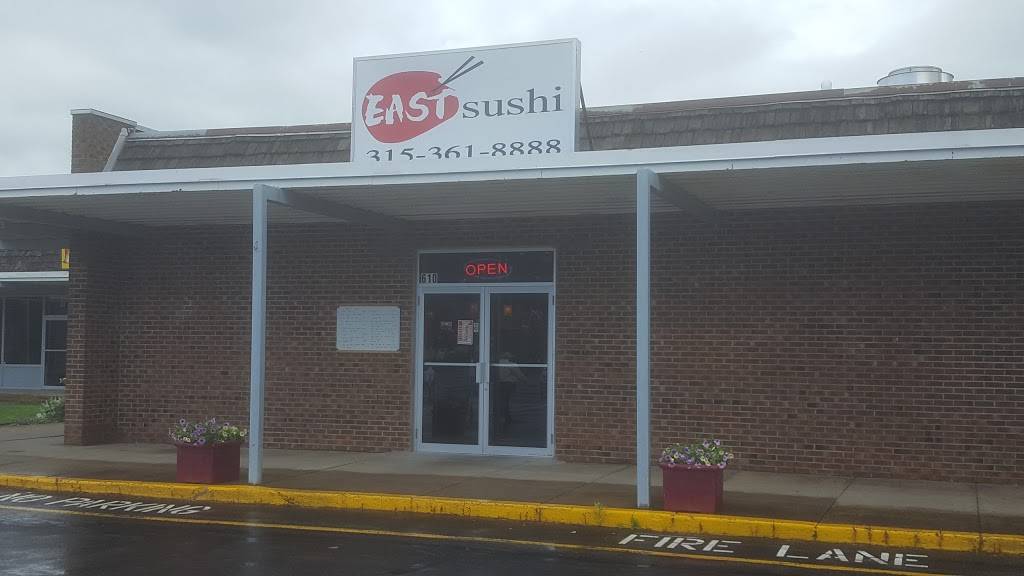 EAST sushi
315-361-8888
OPEN
610
NO PARKING
FIRE LANE